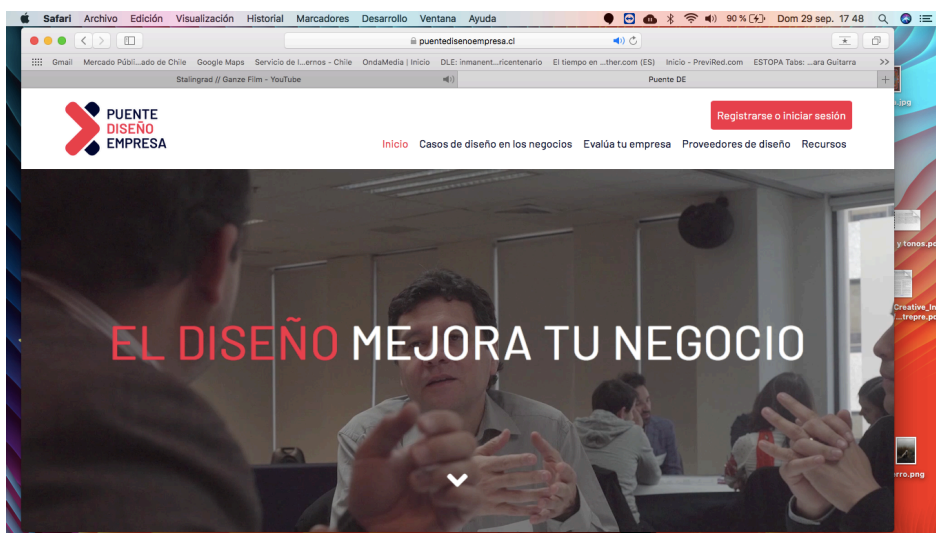 Safari Archivo Edición Visualización Historial Marcadores Desarrollo Ventana Ayuda 90 % Dom 29 sep. 17 48
puentedisenoempresa.cl
Gmail Mercado Públi...ado de Chile Google Maps Servicio de I...ernos - Chile OndaMedia | Inicio DLE: inmanent...ricentenario El tiempo en ...ther.com (ES) Inicio - PreviRed.com ESTOPA Tabs: ...ara Guitarra >>
Stalingrad // Ganze Film - YouTube Puente DE +
PUENTE
DISEÑO
EMPRESA
Registrarse o iniciar sesión
Inicio Casos de diseño en los negocios Evalúa tu empresa Proveedores de diseño Recursos
EL DISEÑO MEJORA TU NEGOCIO
.jpg
y tonos.pc
Creative_In
...trepre.pc
rro.png